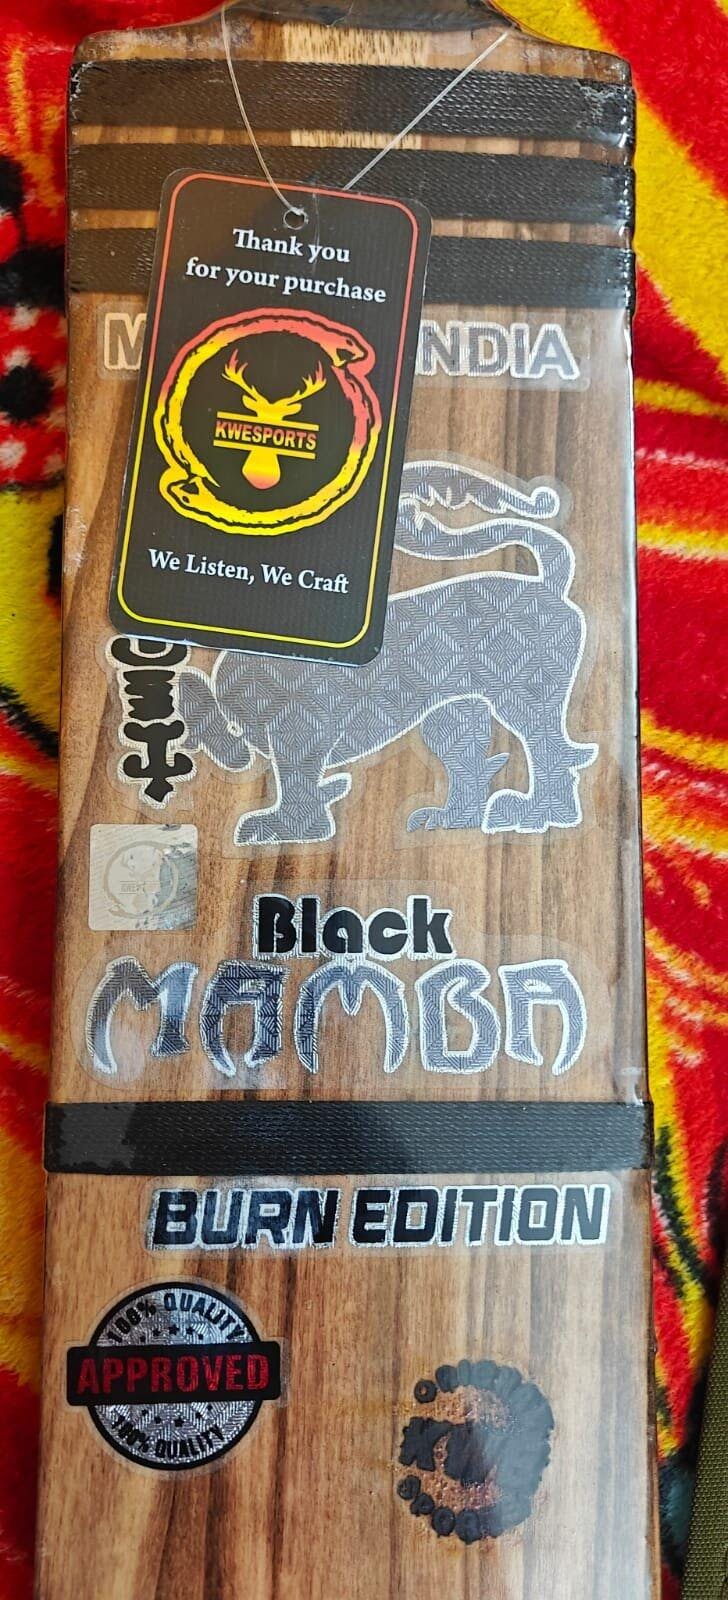 Thank you
for your purchase
KWESPORTS
We Listen, We Craft
NDIA
Black
MAMBA
BURN EDITION
100% QUALITY
APPROVED
100% QUALITY